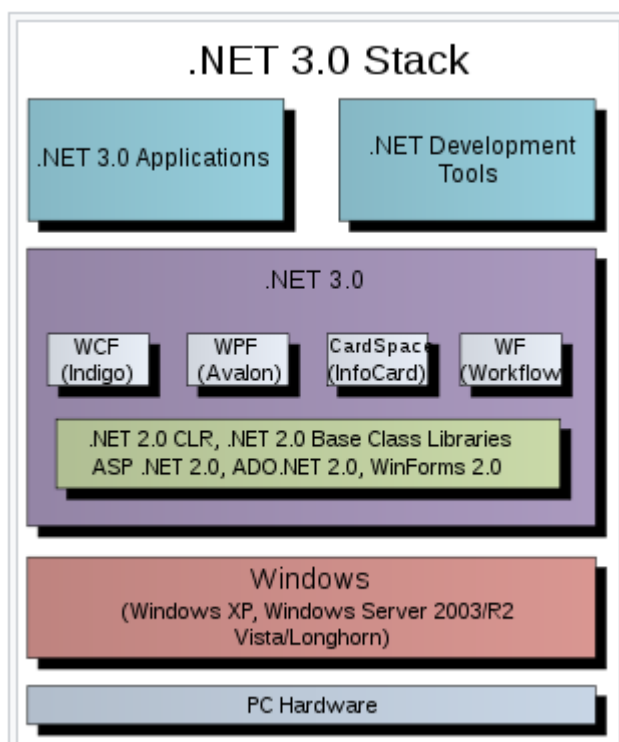 .NET 3.0 Stack
.NET 3.0 Applications
.NET Development
Tools
.NET 3.0
WCF
(Indigo)
WPF
(Avalon)
CardSpace
(InfoCard)
WF
(Workflow
.NET 2.0 CLR, .NET 2.0 Base Class Libraries
ASP .NET 2.0, ADO.NET 2.0, WinForms 2.0
Windows
(Windows XP, Windows Server 2003/R2
Vista/Longhorn)
PC Hardware